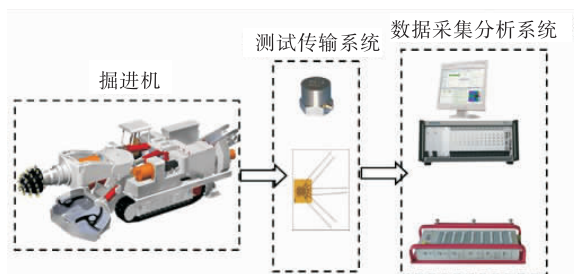 掘进机
测试传输系统
数据采集分析系统